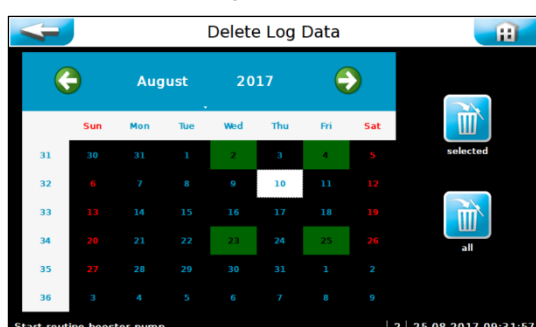 Delete Log Data
August 2017
Sun Mon Tue Wed Thu Fri Sat
31 30 31 1 2 3 4 5
32 6 7 8 9 10 11 12
33 13 14 15 16 17 18 19
34 20 21 22 23 24 25 26
35 27 28 29 30 31 1 2
36 3 4 5 6 7 8 9
selected
all
Start routine booster pump 2 25.08.2017 09:31:57